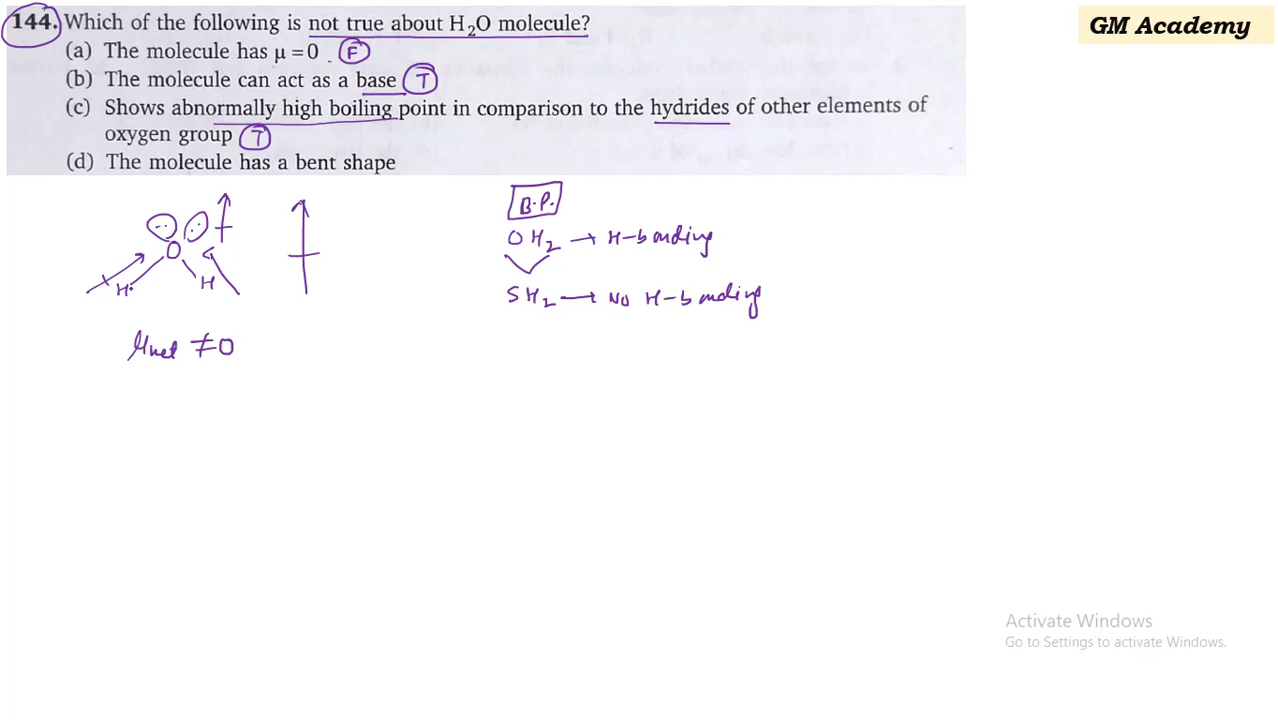 144. Which of the following is not true about H₂O molecule?
GM Academy
(a) The molecule has μ = 0 F
(b) The molecule can act as a base T
(c) Shows abnormally high boiling point in comparison to the hydrides of other elements of
oxygen group T
(d) The molecule has a bent shape
B.P.
O
H H
OH₂ → H-bonding
SH₂ → No H-bonding
μnet ≠ 0
Activate Windows
Go to Settings to activate Windows.